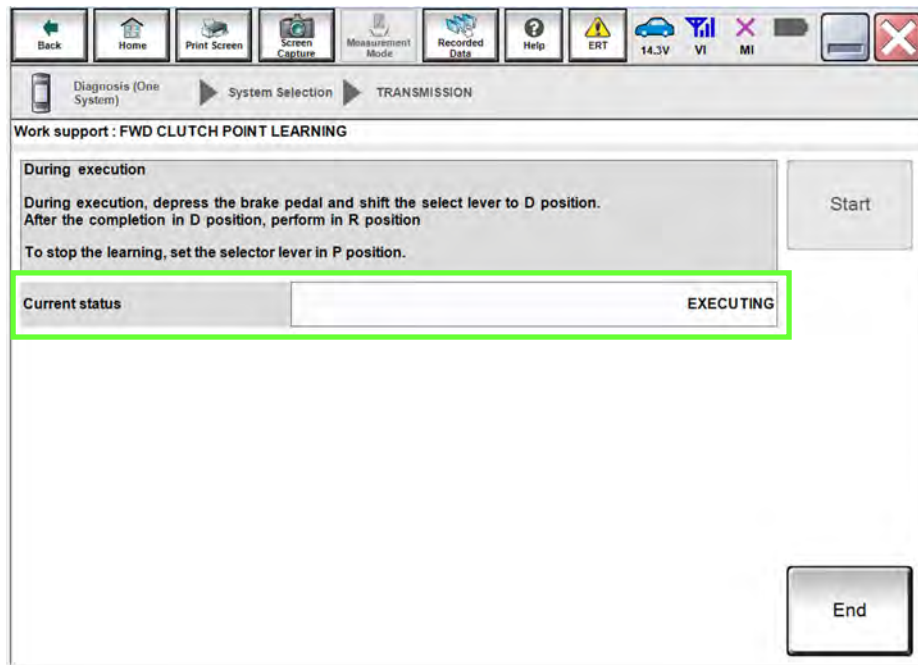 Back
Home
Print Screen
Screen Capture
Measurement Mode
Recorded Data
Help
ERT
14.3V
VI
MI
Diagnosis (One System)
System Selection
TRANSMISSION
Work support : FWD CLUTCH POINT LEARNING
During execution
During execution, depress the brake pedal and shift the select lever to D position.
After the completion in D position, perform in R position
To stop the learning, set the selector lever in P position.
Start
Current status
EXECUTING
End